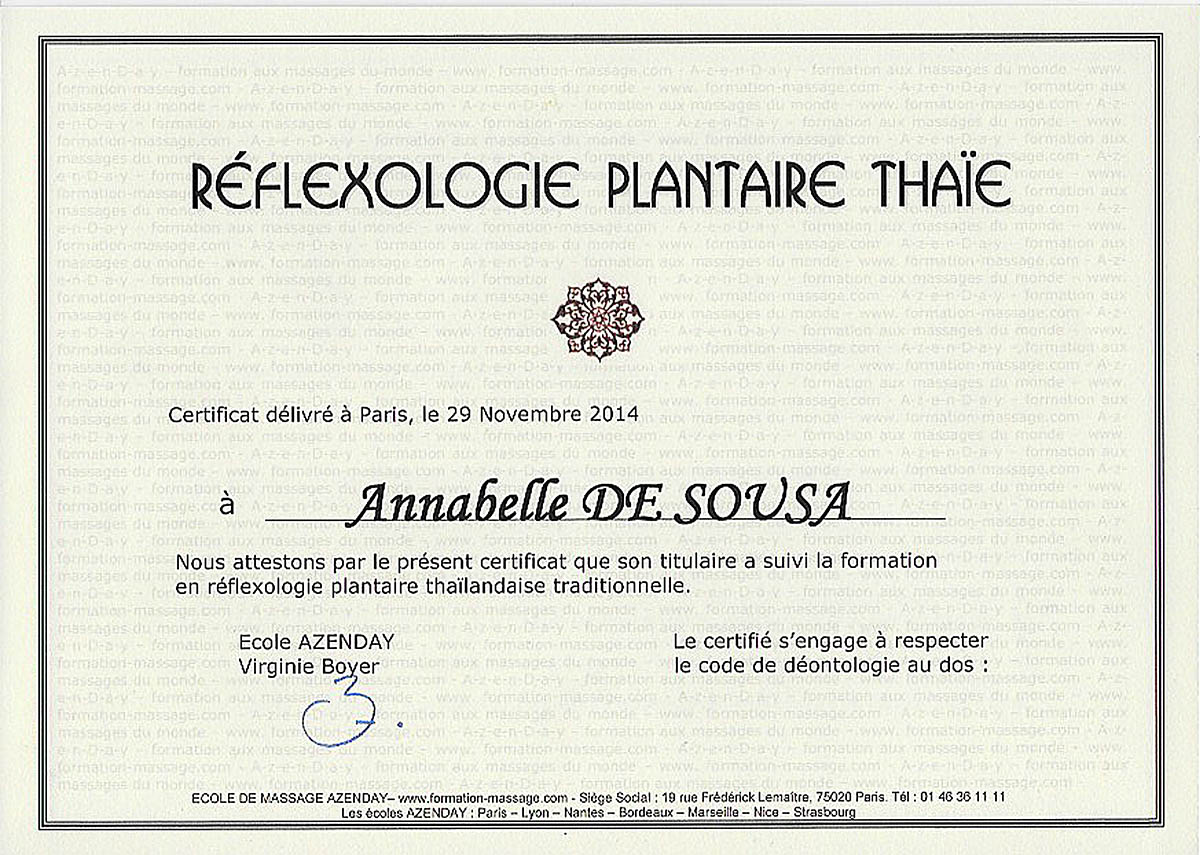 RÉFLEXOLOGIE PLANTAIRE THAÏE
Certificat délivré à Paris, le 29 Novembre 2014
à Annabelle DE SOUSA
Nous attestons par le présent certificat que son titulaire a suivi la formation
en réflexologie plantaire thaïlandaise traditionnelle.
Ecole AZENDAY
Virginie Boyer
Le certifié s'engage à respecter
le code de déontologie au dos :
ECOLE DE MASSAGE AZENDAY– www.formation-massage.com - Siège Social : 19 rue Frédérick Lemaître, 75020 Paris. Tél : 01 46 36 11 11
Les écoles AZENDAY : Paris – Lyon – Nantes – Bordeaux – Marseille – Nice – Strasbourg